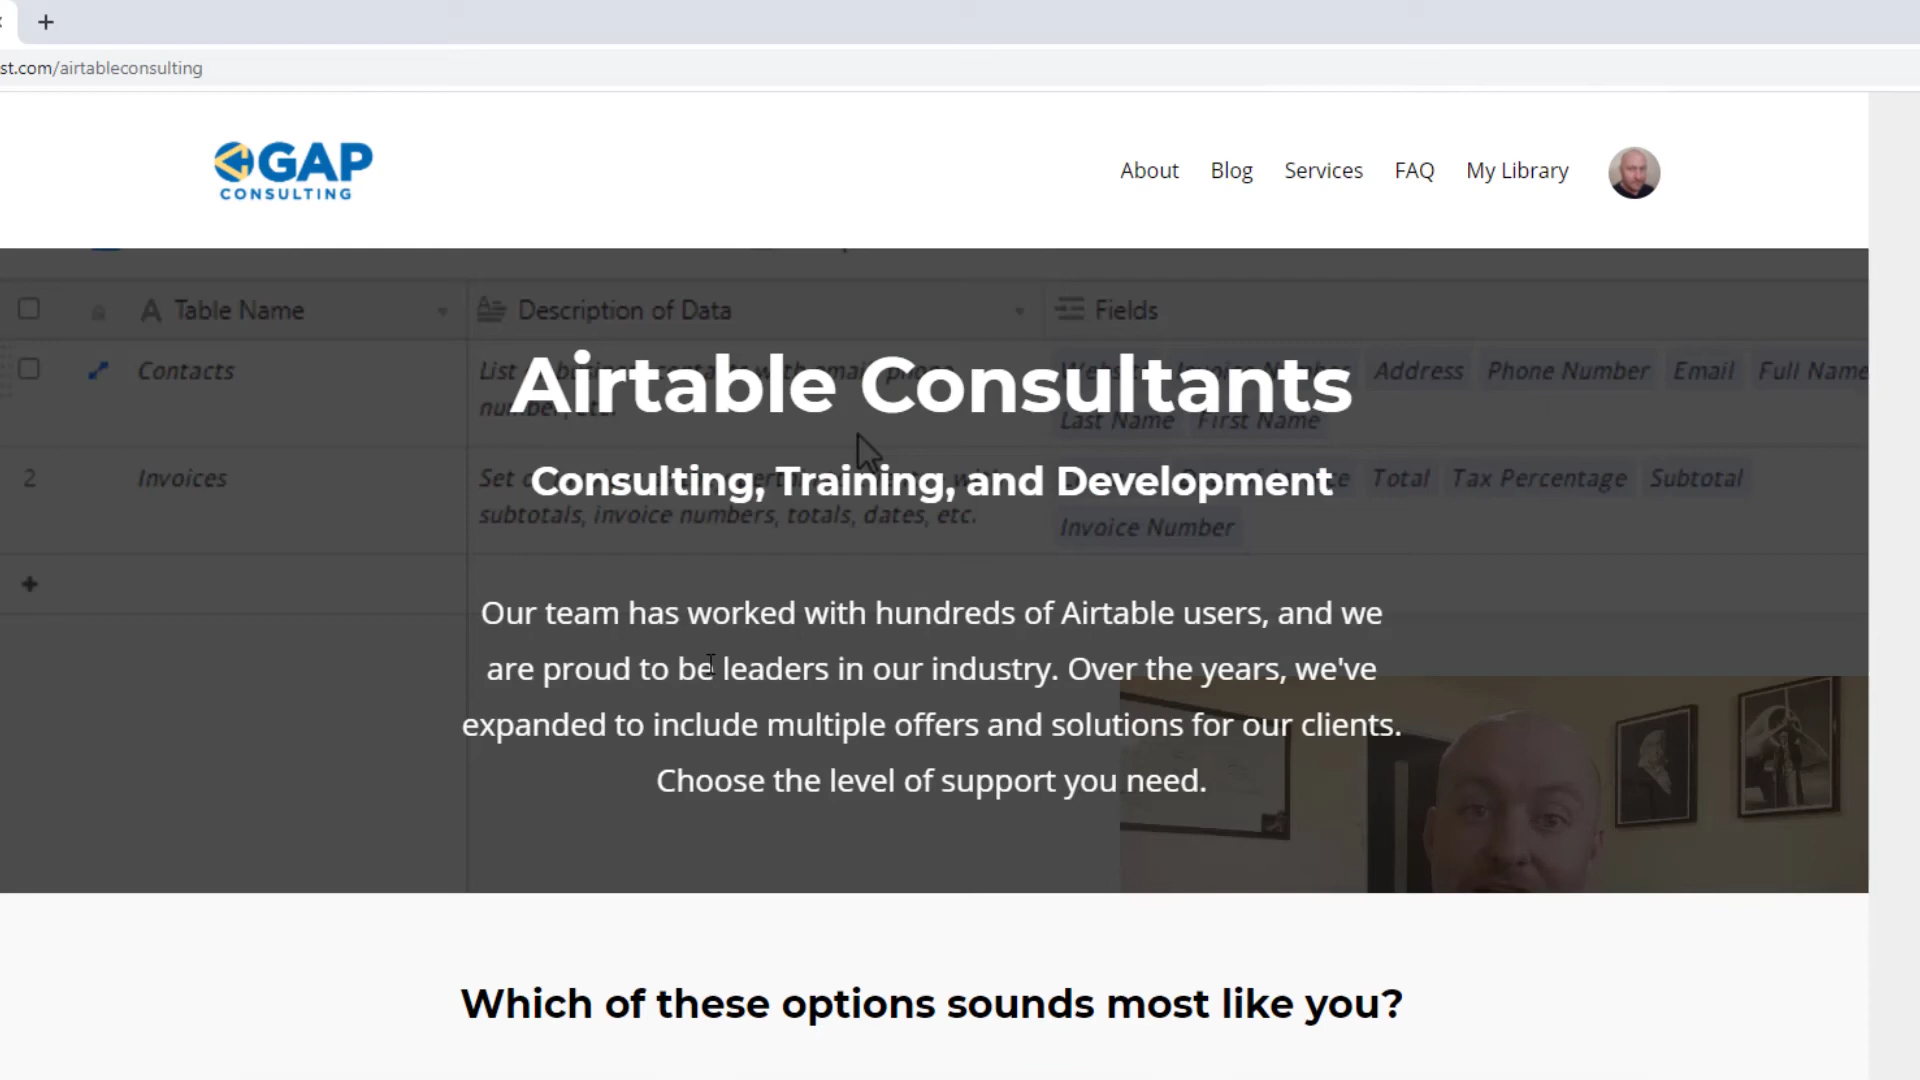 st.com/airtableconsulting
GAP
CONSULTING
About Blog Services FAQ My Library
Table Name Description of Data Fields
Contacts
Address Phone Number Email Full Name
Airtable Consultants
Last Name First Name
2 Invoices
Total Tax Percentage Subtotal
Consulting, Training, and Development
subtotals, invoice numbers, totals, dates, etc.
Invoice Number
Our team has worked with hundreds of Airtable users, and we
are proud to be leaders in our industry. Over the years, we've
expanded to include multiple offers and solutions for our clients.
Choose the level of support you need.
Which of these options sounds most like you?